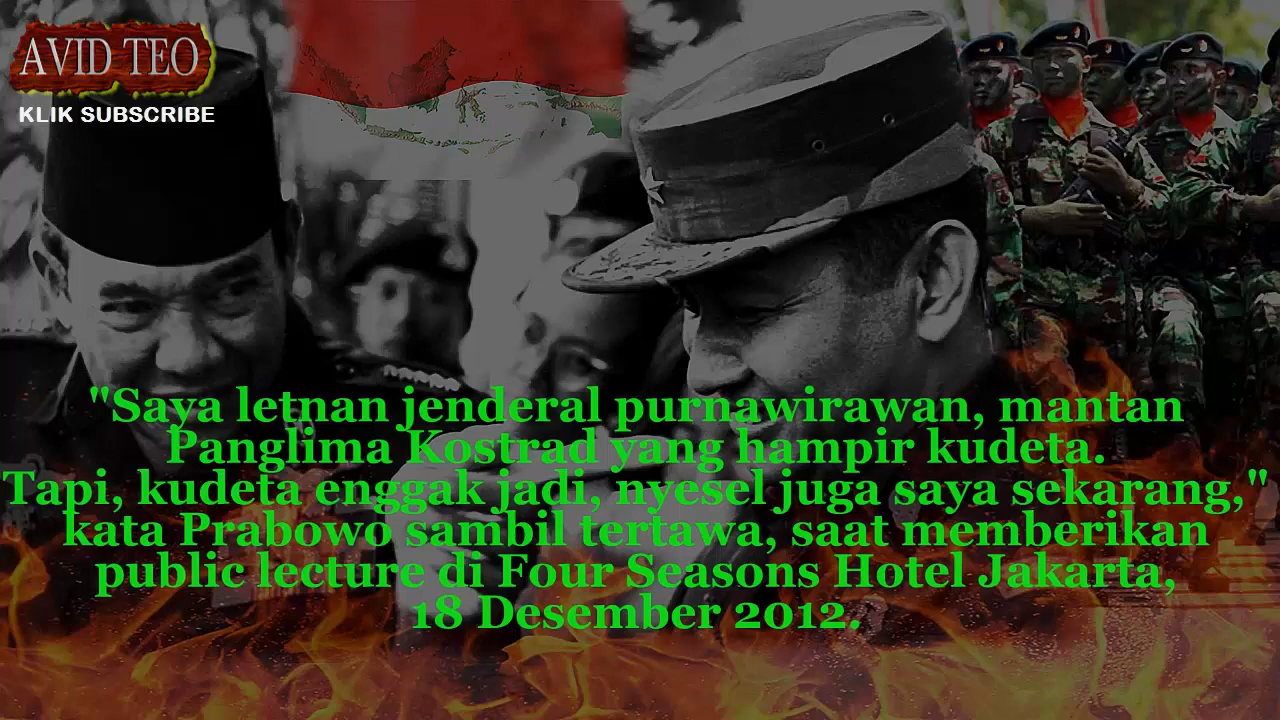 AVID TEO
KLIK SUBSCRIBE
"Saya letnan jenderal purnawirawan, mantan
Panglima Kostrad yang hampir kudeta.
Tapi, kudeta enggak jadi, nyesel juga saya sekarang,"
kata Prabowo sambil tertawa, saat memberikan
public lecture di Four Seasons Hotel Jakarta,
18 Desember 2012.